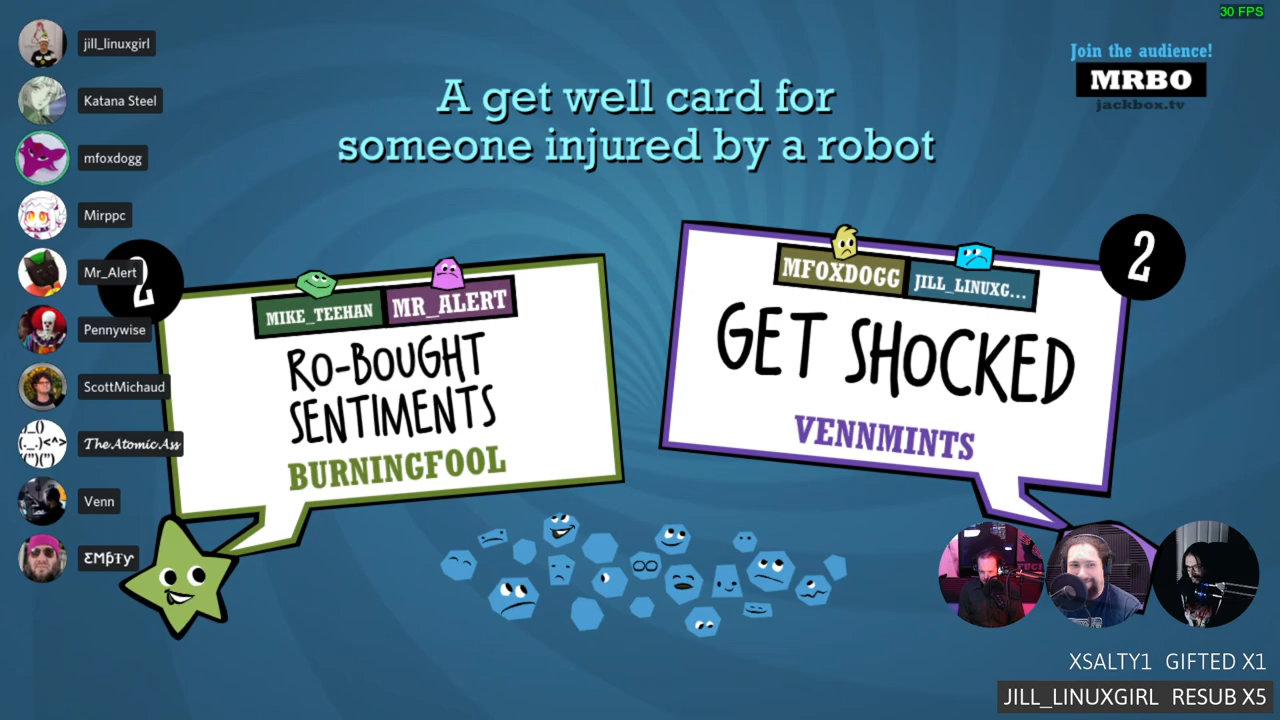 30 FPS
jill_linuxgirl
Katana Steel
mfoxdogg
Mirppc
Mr_Alert
Pennywise
ScottMichaud
TheAtomicAss
Venn
ΣMϸŦy
Join the audience!
MRBO
jackbox.tv
A get well card for
someone injured by a robot
2
MIKE_TEEHAN
MR_ALERT
RO-BOUGHT
SENTIMENTS
BURNINGFOOL
2
MFOXDOGG
JILL_LINUXG...
GET SHOCKED
VENNMINTS
XSALTY1 GIFTED X1
JILL_LINUXGIRL RESUB X5